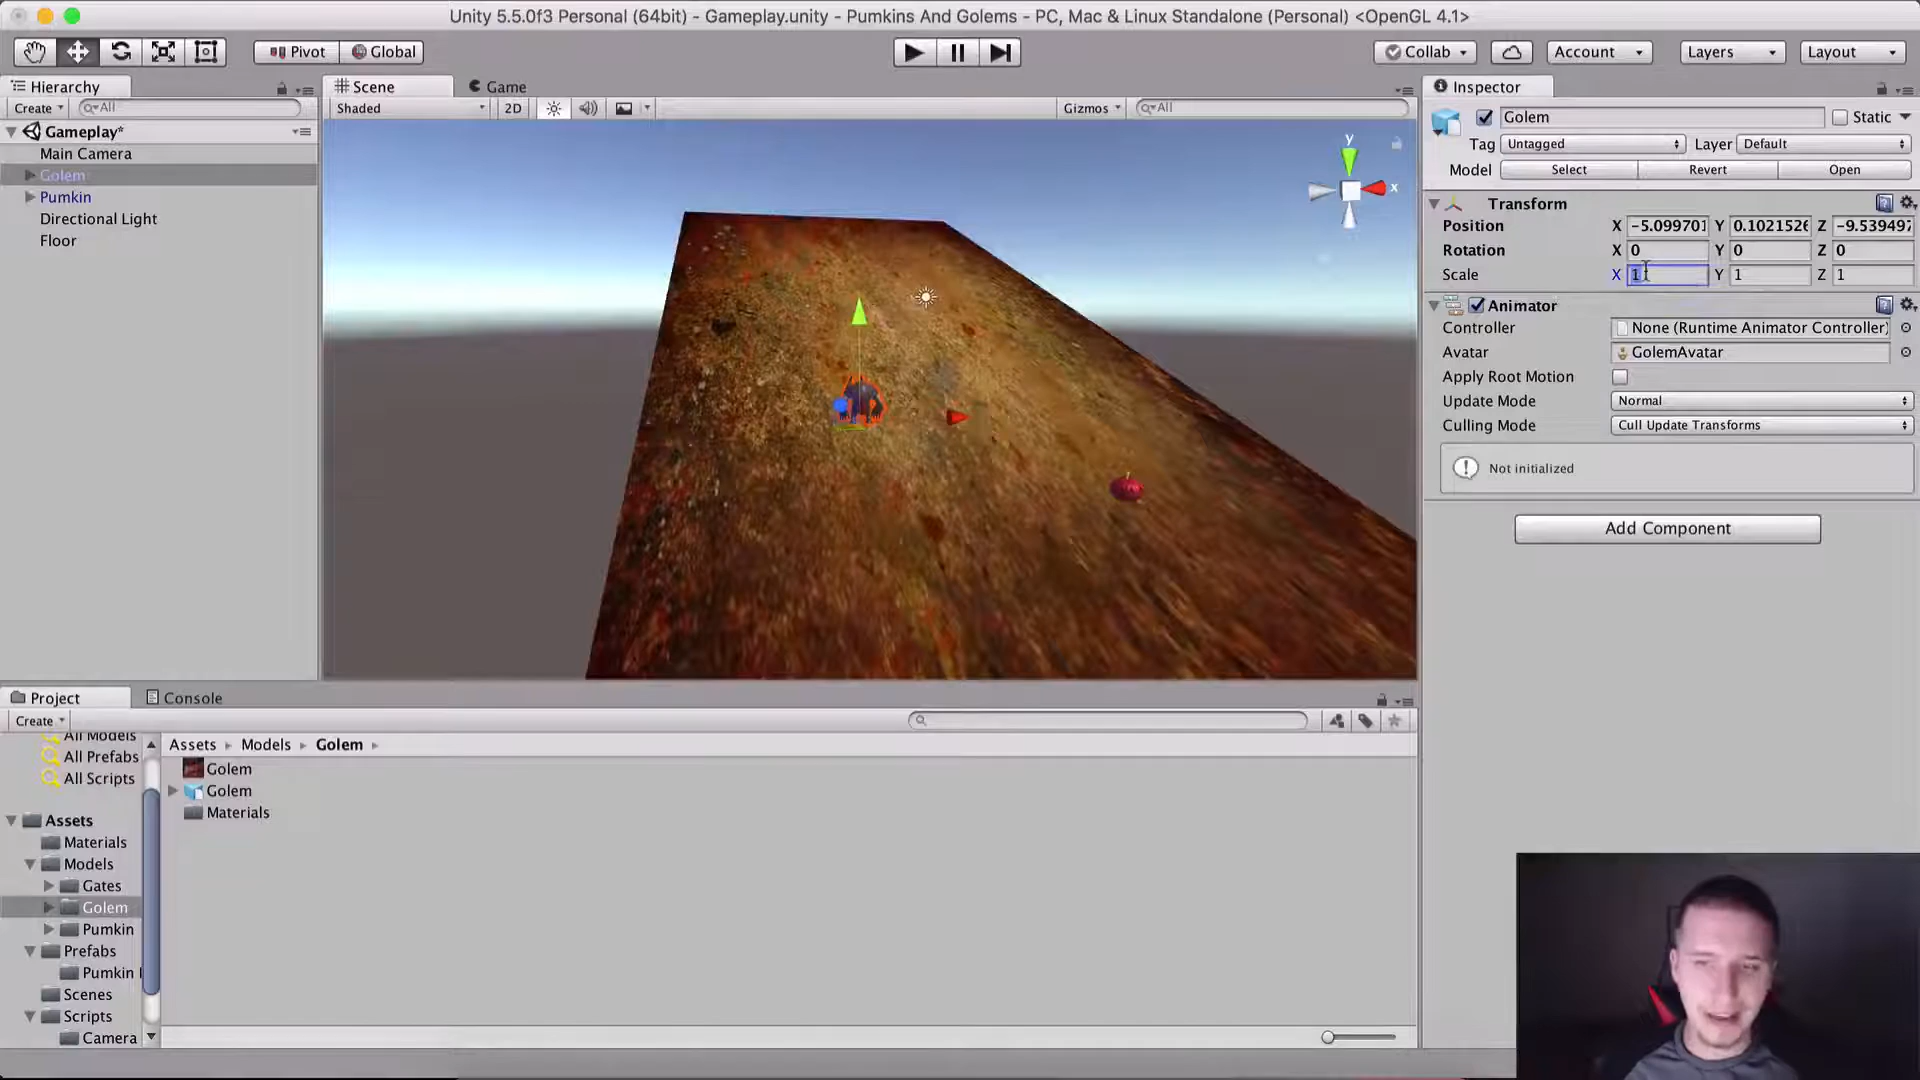 Unity 5.5.0f3 Personal (64bit) - Gameplay.unity - Pumkins And Golems - PC, Mac & Linux Standalone (Personal) <OpenGL 4.1>
Pivot Global Collab Account Layers Layout
Hierarchy
Create All
Gameplay*
Main Camera
Golem
Pumkin
Directional Light
Floor
Scene Game
Shaded 2D Gizmos All
y
x
Inspector
Golem Static
Tag Untagged Layer Default
Model Select Revert Open
Transform
Position X -5.099701 Y 0.1021526 Z -9.539497
Rotation X 0 Y 0 Z 0
Scale X 1 Y 1 Z 1
Animator
Controller None (Runtime Animator Controller)
Avatar GolemAvatar
Apply Root Motion
Update Mode Normal
Culling Mode Cull Update Transforms
Not initialized
Add Component
Project Console
Create
All Models
All Prefabs
All Scripts
Assets
Materials
Models
Gates
Golem
Pumkin
Prefabs
Pumkin
Scenes
Scripts
Camera
Assets Models Golem
Golem
Golem
Materials